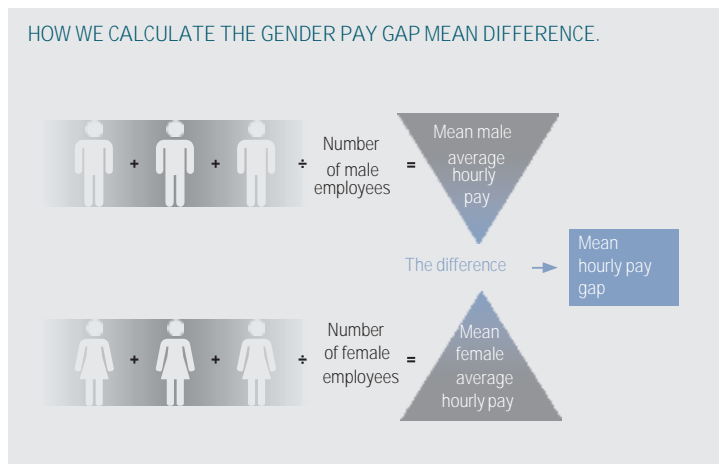 HOW WE CALCULATE THE GENDER PAY GAP MEAN DIFFERENCE.
+ + ÷
Number
of male
employees
=
Mean male
average
hourly
pay
The difference
Mean
hourly pay
gap
+ + ÷
Number
of female
employees
=
Mean
female
average
hourly pay